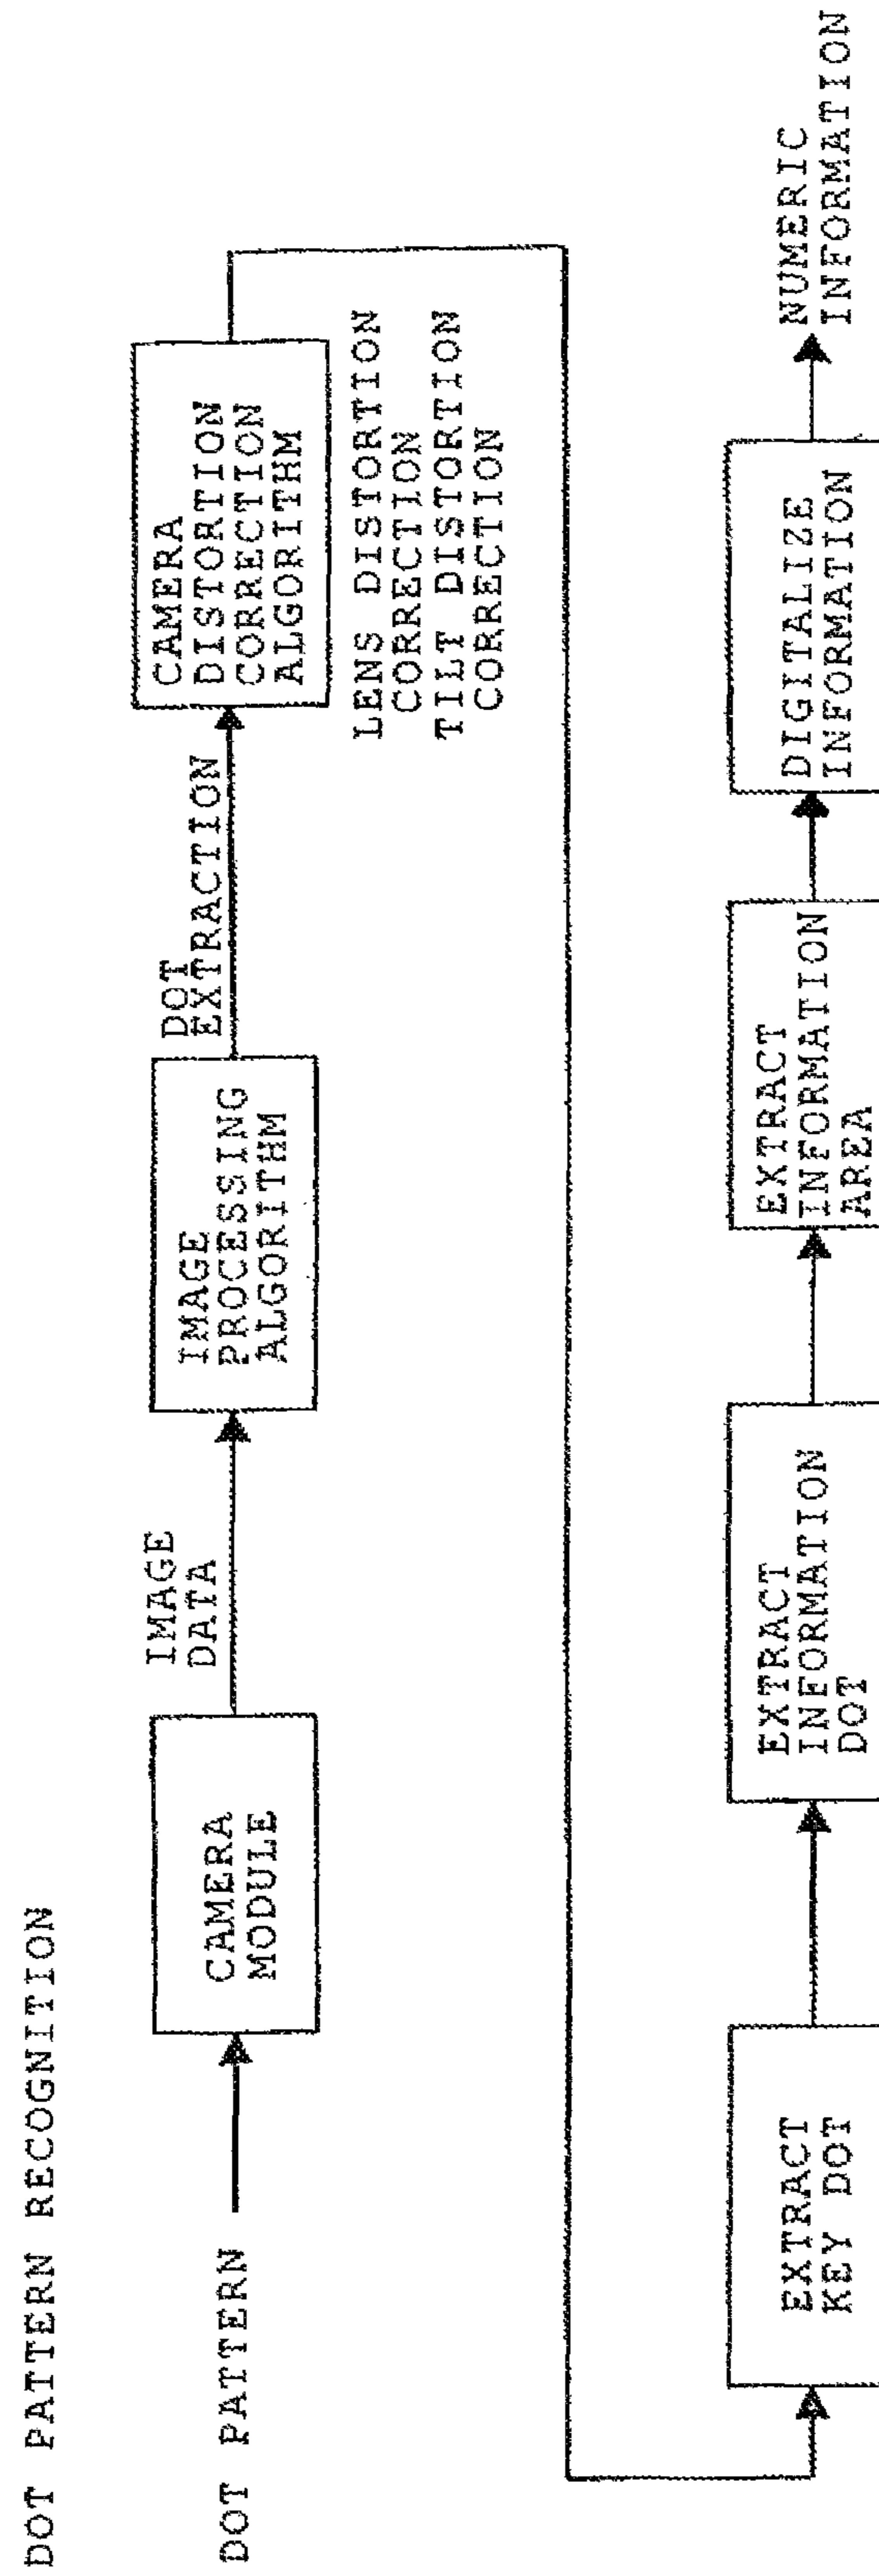 DOT PATTERN RECOGNITION
DOT PATTERN
CAMERA
MODULE
IMAGE
DATA
IMAGE
PROCESSING
ALGORITHM
DOT
EXTRACTION
CAMERA
DISTORTION
CORRECTION
ALGORITHM
LENS DISTORTION
CORRECTION
TILT DISTORTION
CORRECTION
EXTRACT
KEY DOT
EXTRACT
INFORMATION
DOT
EXTRACT
INFORMATION
AREA
DIGITALIZE
INFORMATION
NUMERIC
INFORMATION